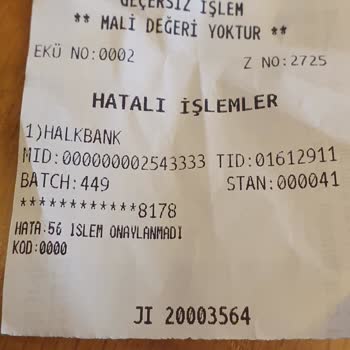 GEÇERSİZ İŞLEM
** MALİ DEĞERİ YOKTUR **
EKÜ NO:0002 Z NO:2725
HATALI İŞLEMLER
1)HALKBANK
MID:000000002543333 TID:01612911
BATCH:449 STAN:000041
************8178
HATA:56 ISLEM ONAYLANMADI
KOD:0000
JI 20003564